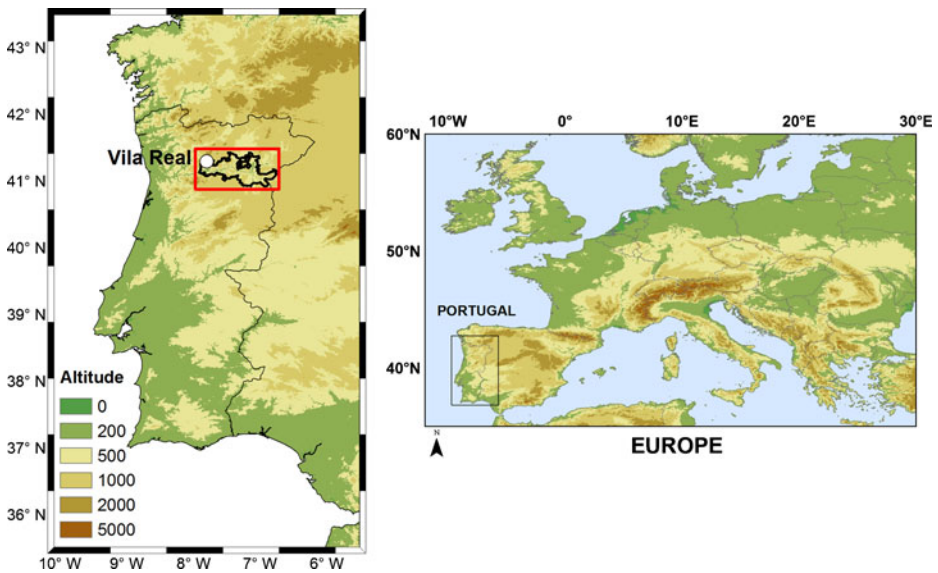 43° N
42° N
41° N
40° N
39° N
38° N
37° N
36° N
Vila Real
Altitude
0
200
500
1000
2000
5000
10° W 9° W 8° W 7° W 6° W
10°W 0° 10°E 20°E 30°E
60°N
50°N
40°N
PORTUGAL
N
EUROPE